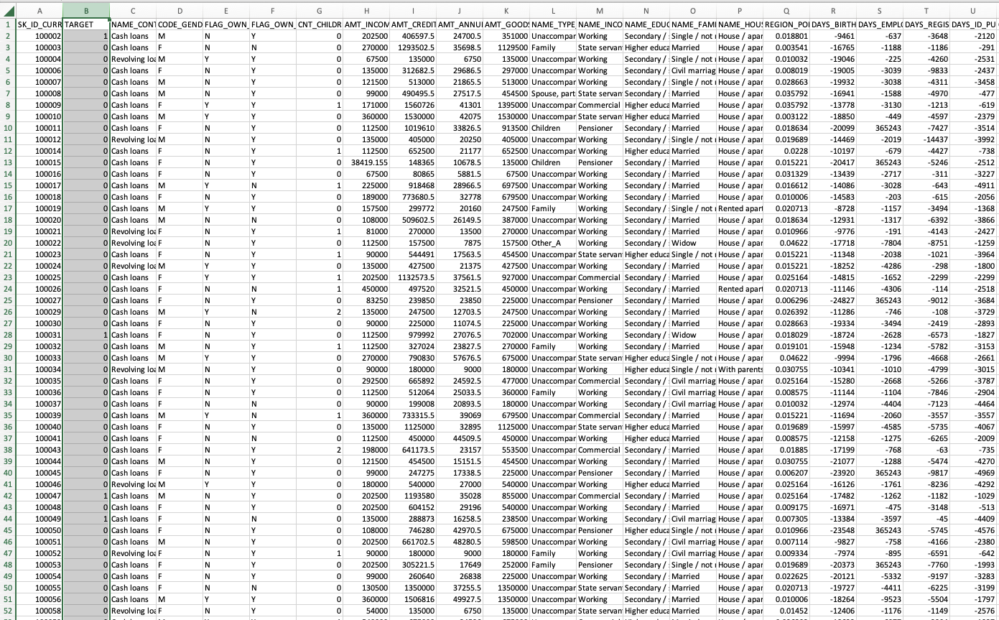 A B C D E F G H I J K L M N O P Q R S T U
1 SK_ID_CURR TARGET NAME_CONT CODE_GEND FLAG_OWN_ FLAG_OWN_ CNT_CHILDR AMT_INCOM AMT_CREDIT AMT_ANNUI AMT_GOODS NAME_TYPE_ NAME_INCO NAME_EDUC NAME_FAMI NAME_HOUS REGION_POI DAYS_BIRTH DAYS_EMPL DAYS_REGIS DAYS_ID_PU
2 100002 1 Cash loans M N Y 0 202500 406597.5 24700.5 351000 Unaccompar Working Secondary / Single / not House / apar 0.018801 -9461 -637 -3648 -2120
3 100003 0 Cash loans F N N 0 270000 1293502.5 35698.5 1129500 Family State servan Higher educa Married House / apar 0.003541 -16765 -1188 -1186 -291
4 100004 0 Revolving loa M Y Y 0 67500 135000 6750 135000 Unaccompar Working Secondary / Single / not House / apar 0.010032 -19046 -225 -4260 -2531
5 100006 0 Cash loans F N Y 0 135000 312682.5 29686.5 297000 Unaccompar Working Secondary / Civil marriag House / apar 0.008019 -19005 -3039 -9833 -2437
6 100007 0 Cash loans M N Y 0 121500 513000 21865.5 513000 Unaccompar Working Secondary / Single / not House / apar 0.028663 -19932 -3038 -4311 -3458
7 100008 0 Cash loans M N Y 0 99000 490495.5 27517.5 454500 Spouse, part State servan Secondary / Married House / apar 0.035792 -16941 -1588 -4970 -477
8 100009 0 Cash loans F Y Y 1 171000 1560726 41301 1395000 Unaccompar Commercial Higher educa Married House / apar 0.035792 -13778 -3130 -1213 -619
9 100010 0 Cash loans M Y Y 0 360000 1530000 42075 1530000 Unaccompar State servan Higher educa Married House / apar 0.003122 -18850 -449 -4597 -2379
10 100011 0 Cash loans F N Y 0 112500 1019610 33826.5 913500 Children Pensioner Secondary / Married House / apar 0.018634 -20099 365243 -7427 -3514
11 100012 0 Revolving loa M N Y 0 135000 405000 20250 405000 Unaccompar Working Secondary / Single / not House / apar 0.019689 -14469 -2019 -14437 -3992
12 100014 0 Cash loans F N Y 1 112500 652500 21177 652500 Unaccompar Working Higher educa Married House / apar 0.0228 -10197 -679 -4427 -738
13 100015 0 Cash loans F N Y 0 38419.155 148365 10678.5 135000 Children Pensioner Secondary / Married House / apar 0.015221 -20417 365243 -5246 -2512
14 100016 0 Cash loans F N Y 0 67500 80865 5881.5 67500 Unaccompar Working Secondary / Married House / apar 0.031329 -13439 -2717 -311 -3227
15 100017 0 Cash loans M Y N 1 225000 918468 28966.5 697500 Unaccompar Working Secondary / Married House / apar 0.016612 -14086 -3028 -643 -4911
16 100018 0 Cash loans F N Y 0 189000 773680.5 32778 679500 Unaccompar Working Secondary / Married House / apar 0.010006 -14583 -203 -615 -2056
17 100019 0 Cash loans M Y Y 0 157500 299772 20160 247500 Family Working Secondary / Single / not Rented apart 0.020713 -8728 -1157 -3494 -1368
18 100020 0 Cash loans M N N 0 108000 509602.5 26149.5 387000 Unaccompar Working Secondary / Married House / apar 0.018634 -12931 -1317 -6392 -3866
19 100021 0 Revolving loa F N Y 1 81000 270000 13500 270000 Unaccompar Working Secondary / Married House / apar 0.010966 -9776 -191 -4143 -2427
20 100022 0 Revolving loa F N Y 0 112500 157500 7875 157500 Other_A Working Secondary / Widow House / apar 0.04622 -17718 -7804 -8751 -1259
21 100023 0 Cash loans F N Y 1 90000 544491 17563.5 454500 Unaccompar State servan Higher educa Single / not House / apar 0.015221 -11348 -2038 -1021 -3964
22 100024 0 Revolving loa M Y Y 0 135000 427500 21375 427500 Unaccompar Working Secondary / Married House / apar 0.015221 -18252 -4286 -298 -1800
23 100025 0 Cash loans F Y Y 1 202500 1132573.5 37561.5 927000 Unaccompar Commercial Secondary / Married House / apar 0.025164 -14815 -1652 -2299 -2299
24 100026 0 Cash loans F N N 1 450000 497520 32521.5 450000 Unaccompar Working Secondary / Married Rented apart 0.020713 -11146 -4306 -114 -2518
25 100027 0 Cash loans F N Y 0 83250 239850 23850 225000 Unaccompar Pensioner Secondary / Married House / apar 0.006296 -24827 365243 -9012 -3684
26 100029 0 Cash loans M Y N 2 135000 247500 12703.5 247500 Unaccompar Working Secondary / Married House / apar 0.026392 -11286 -746 -108 -3729
27 100030 0 Cash loans F N Y 0 90000 225000 11074.5 225000 Unaccompar Working Secondary / Married House / apar 0.028663 -19334 -3494 -2419 -2893
28 100031 1 Cash loans F N Y 0 112500 979992 27076.5 702000 Unaccompar Working Secondary / Widow House / apar 0.018029 -18724 -2628 -6573 -1827
29 100032 0 Cash loans M N Y 1 112500 327024 23827.5 270000 Family Working Secondary / Married House / apar 0.019101 -15948 -1234 -5782 -3153
30 100033 0 Cash loans M Y Y 0 270000 790830 57676.5 675000 Unaccompar State servan Higher educa Single / not House / apar 0.04622 -9994 -1796 -4668 -2661
31 100034 0 Revolving loa M N Y 0 90000 180000 9000 180000 Unaccompar Working Higher educa Single / not With parents 0.030755 -10341 -1010 -4799 -3015
32 100035 0 Cash loans F N Y 0 292500 665892 24592.5 477000 Unaccompar Commercial Secondary / Civil marriag House / apar 0.025164 -15280 -2668 -5266 -3787
33 100036 0 Cash loans F N Y 0 112500 512064 25033.5 360000 Family Working Secondary / Civil marriag House / apar 0.008575 -11144 -1104 -7846 -2904
34 100037 0 Cash loans F N N 0 90000 199008 20893.5 180000 Unaccompar Working Secondary / Civil marriag House / apar 0.010032 -12974 -4404 -7123 -4464
35 100039 0 Cash loans M Y N 1 360000 733315.5 39069 679500 Unaccompar Commercial Secondary / Married House / apar 0.015221 -11694 -2060 -3557 -3557
36 100040 0 Cash loans F N Y 0 135000 1125000 32895 1125000 Unaccompar State servan Higher educa Married House / apar 0.019689 -15997 -4585 -5735 -4067
37 100041 0 Cash loans F N N 0 112500 450000 44509.5 450000 Unaccompar Working Higher educa Married House / apar 0.008575 -12158 -1275 -6265 -2009
38 100043 0 Cash loans F N Y 2 198000 641173.5 23157 553500 Unaccompar Commercial Secondary / Married House / apar 0.01885 -17199 -768 -63 -735
39 100044 0 Cash loans M N Y 0 121500 454500 15151.5 454500 Unaccompar Working Secondary / Married House / apar 0.030755 -21077 -1288 -5474 -4270
40 100045 0 Cash loans F N Y 0 99000 247275 17338.5 225000 Unaccompar Pensioner Secondary / Married House / apar 0.006207 -23920 365243 -9817 -4969
41 100046 0 Revolving loa M Y Y 0 180000 540000 27000 540000 Unaccompar Working Higher educa Married House / apar 0.025164 -16126 -1761 -8236 -4292
42 100047 1 Cash loans M N Y 0 202500 1193580 35028 855000 Unaccompar Commercial Secondary / Married House / apar 0.025164 -17482 -1262 -1182 -1029
43 100048 0 Cash loans F N Y 0 202500 604152 29196 540000 Unaccompar Working Secondary / Married House / apar 0.009175 -16971 -475 -3148 -513
44 100049 1 Cash loans F N N 0 135000 288873 16258.5 238500 Unaccompar Working Secondary / Civil marriag House / apar 0.007305 -13384 -3597 -45 -4409
45 100050 0 Cash loans F N Y 0 108000 746280 42970.5 675000 Unaccompar Pensioner Higher educa Single / not House / apar 0.010966 -23548 365243 -5745 -4576
46 100051 0 Cash loans M N Y 0 202500 661702.5 48280.5 598500 Unaccompar Working Secondary / Civil marriag House / apar 0.007114 -9827 -758 -4166 -2380
47 100052 0 Revolving loa F N Y 1 90000 180000 9000 180000 Family Working Secondary / Civil marriag House / apar 0.009334 -7974 -895 -6591 -642
48 100053 0 Cash loans F N Y 0 202500 305221.5 17649 252000 Family Pensioner Secondary / Single / not House / apar 0.019689 -20373 365243 -7760 -1993
49 100054 0 Cash loans F N Y 0 99000 260640 26838 225000 Unaccompar Working Secondary / Married House / apar 0.022625 -20121 -5332 -9197 -3283
50 100055 0 Cash loans F N N 0 130500 1350000 37255.5 1350000 Unaccompar State servan Secondary / Married House / apar 0.020713 -19727 -4411 -6225 -3199
51 100056 0 Cash loans M Y Y 0 360000 1506816 49927.5 1350000 Unaccompar Working Secondary / Married House / apar 0.010006 -18264 -9523 -5504 -1797
52 100058 0 Revolving loa F N Y 0 54000 135000 6750 135000 Unaccompar State servan Secondary / Married House / apar 0.01452 -12406 -1176 -1149 -2576